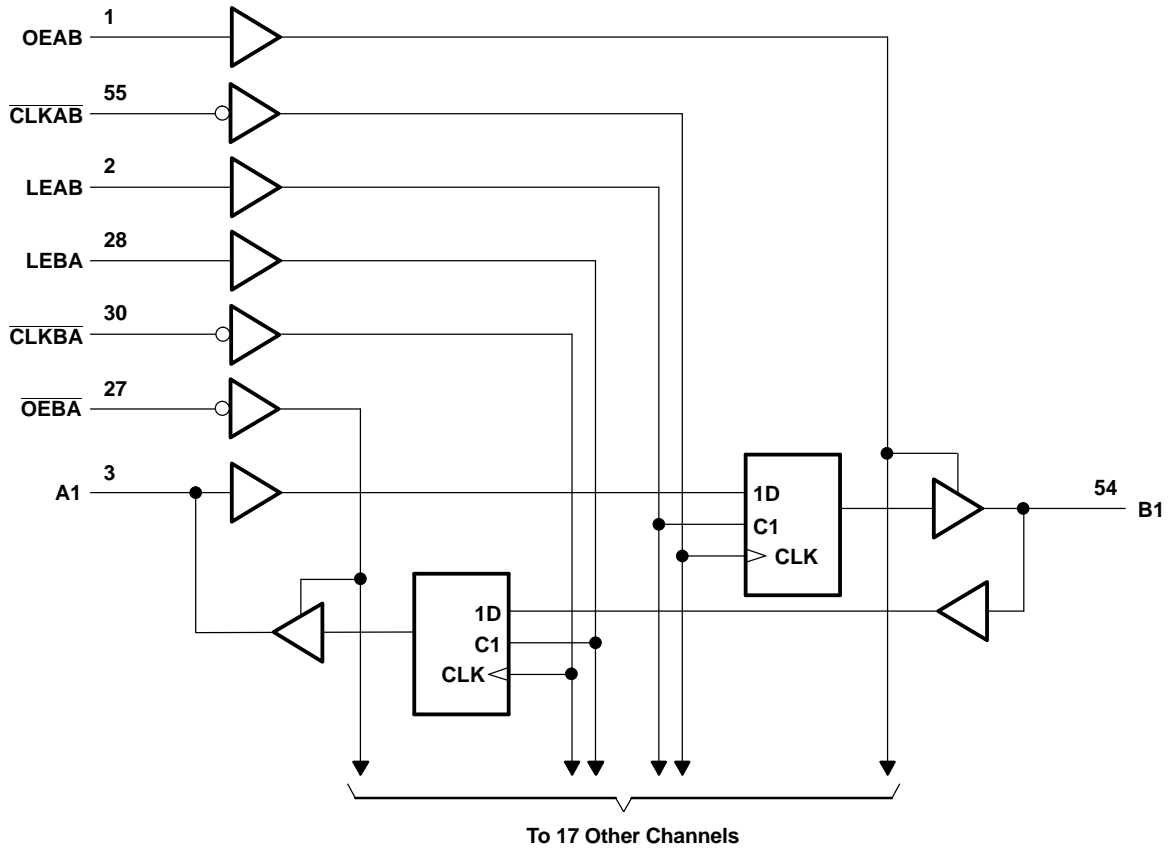 1
OEAB
55
CLKAB
2
LEAB
28
LEBA
30
CLKBA
27
OEBA
3
A1
1D
C1
CLK
54
B1
1D
C1
CLK
To 17 Other Channels